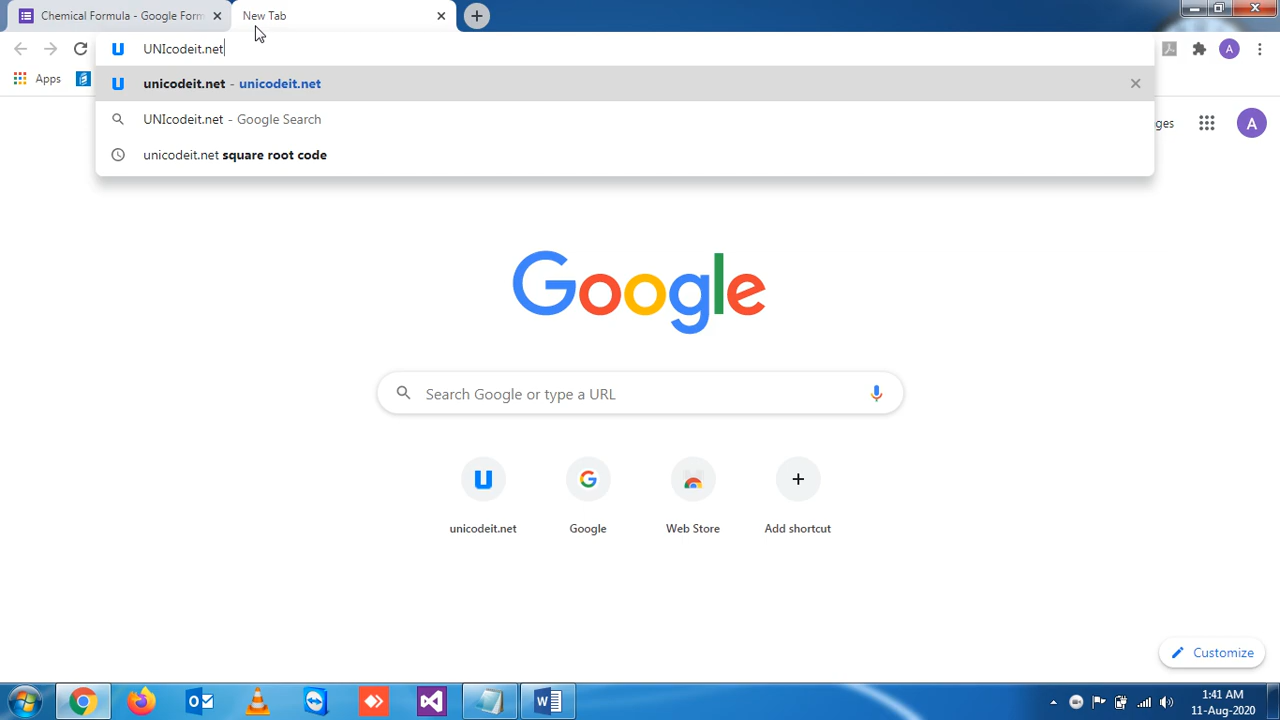 Chemical Formula - Google Form
New Tab
UNIcodeit.net
Apps
unicodeit.net - unicodeit.net
UNIcodeit.net - Google Search
unicodeit.net square root code
ges
A
A
Google
Search Google or type a URL
unicodeit.net
Google
Web Store
Add shortcut
Customize
1:41 AM
11-Aug-2020